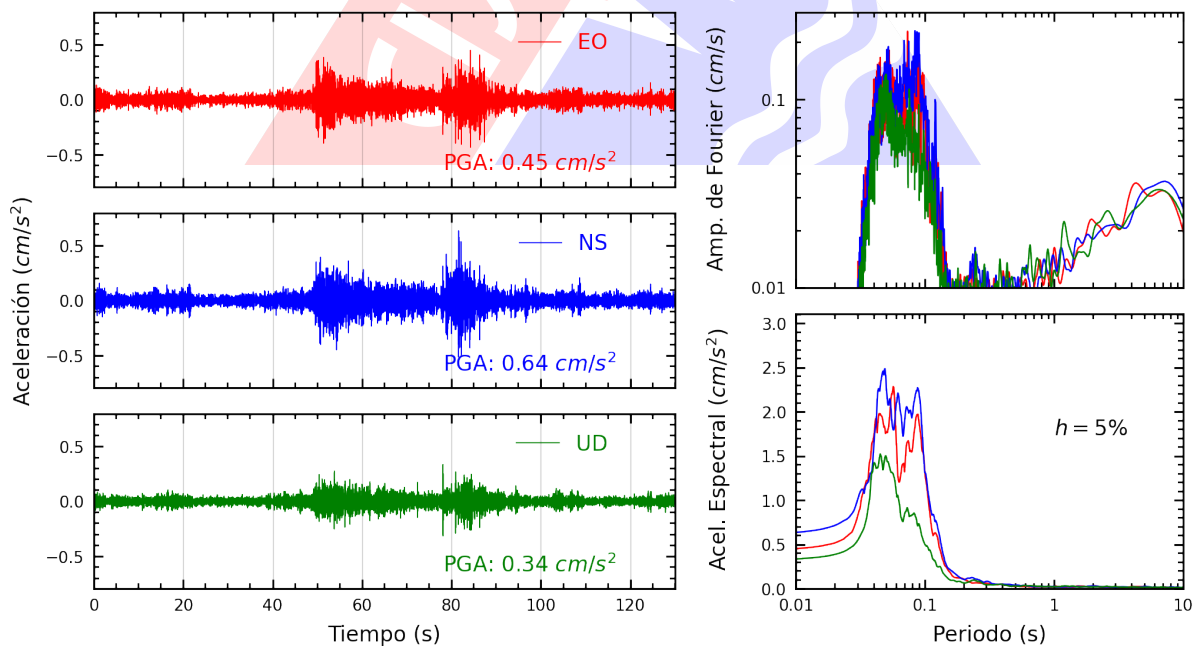 Aceleración (cm/s²)
0.5
0.0
−0.5
EO
PGA: 0.45 cm/s²
0.5
0.0
−0.5
NS
PGA: 0.64 cm/s²
0.5
0.0
−0.5
UD
PGA: 0.34 cm/s²
0 20 40 60 80 100 120
Tiempo (s)
Amp. de Fourier (cm/s)
0.1
0.01
Acel. Espectral (cm/s²)
3.0
2.5
2.0
1.5
1.0
0.5
0.0
h = 5%
0.01 0.1 1 10
Periodo (s)